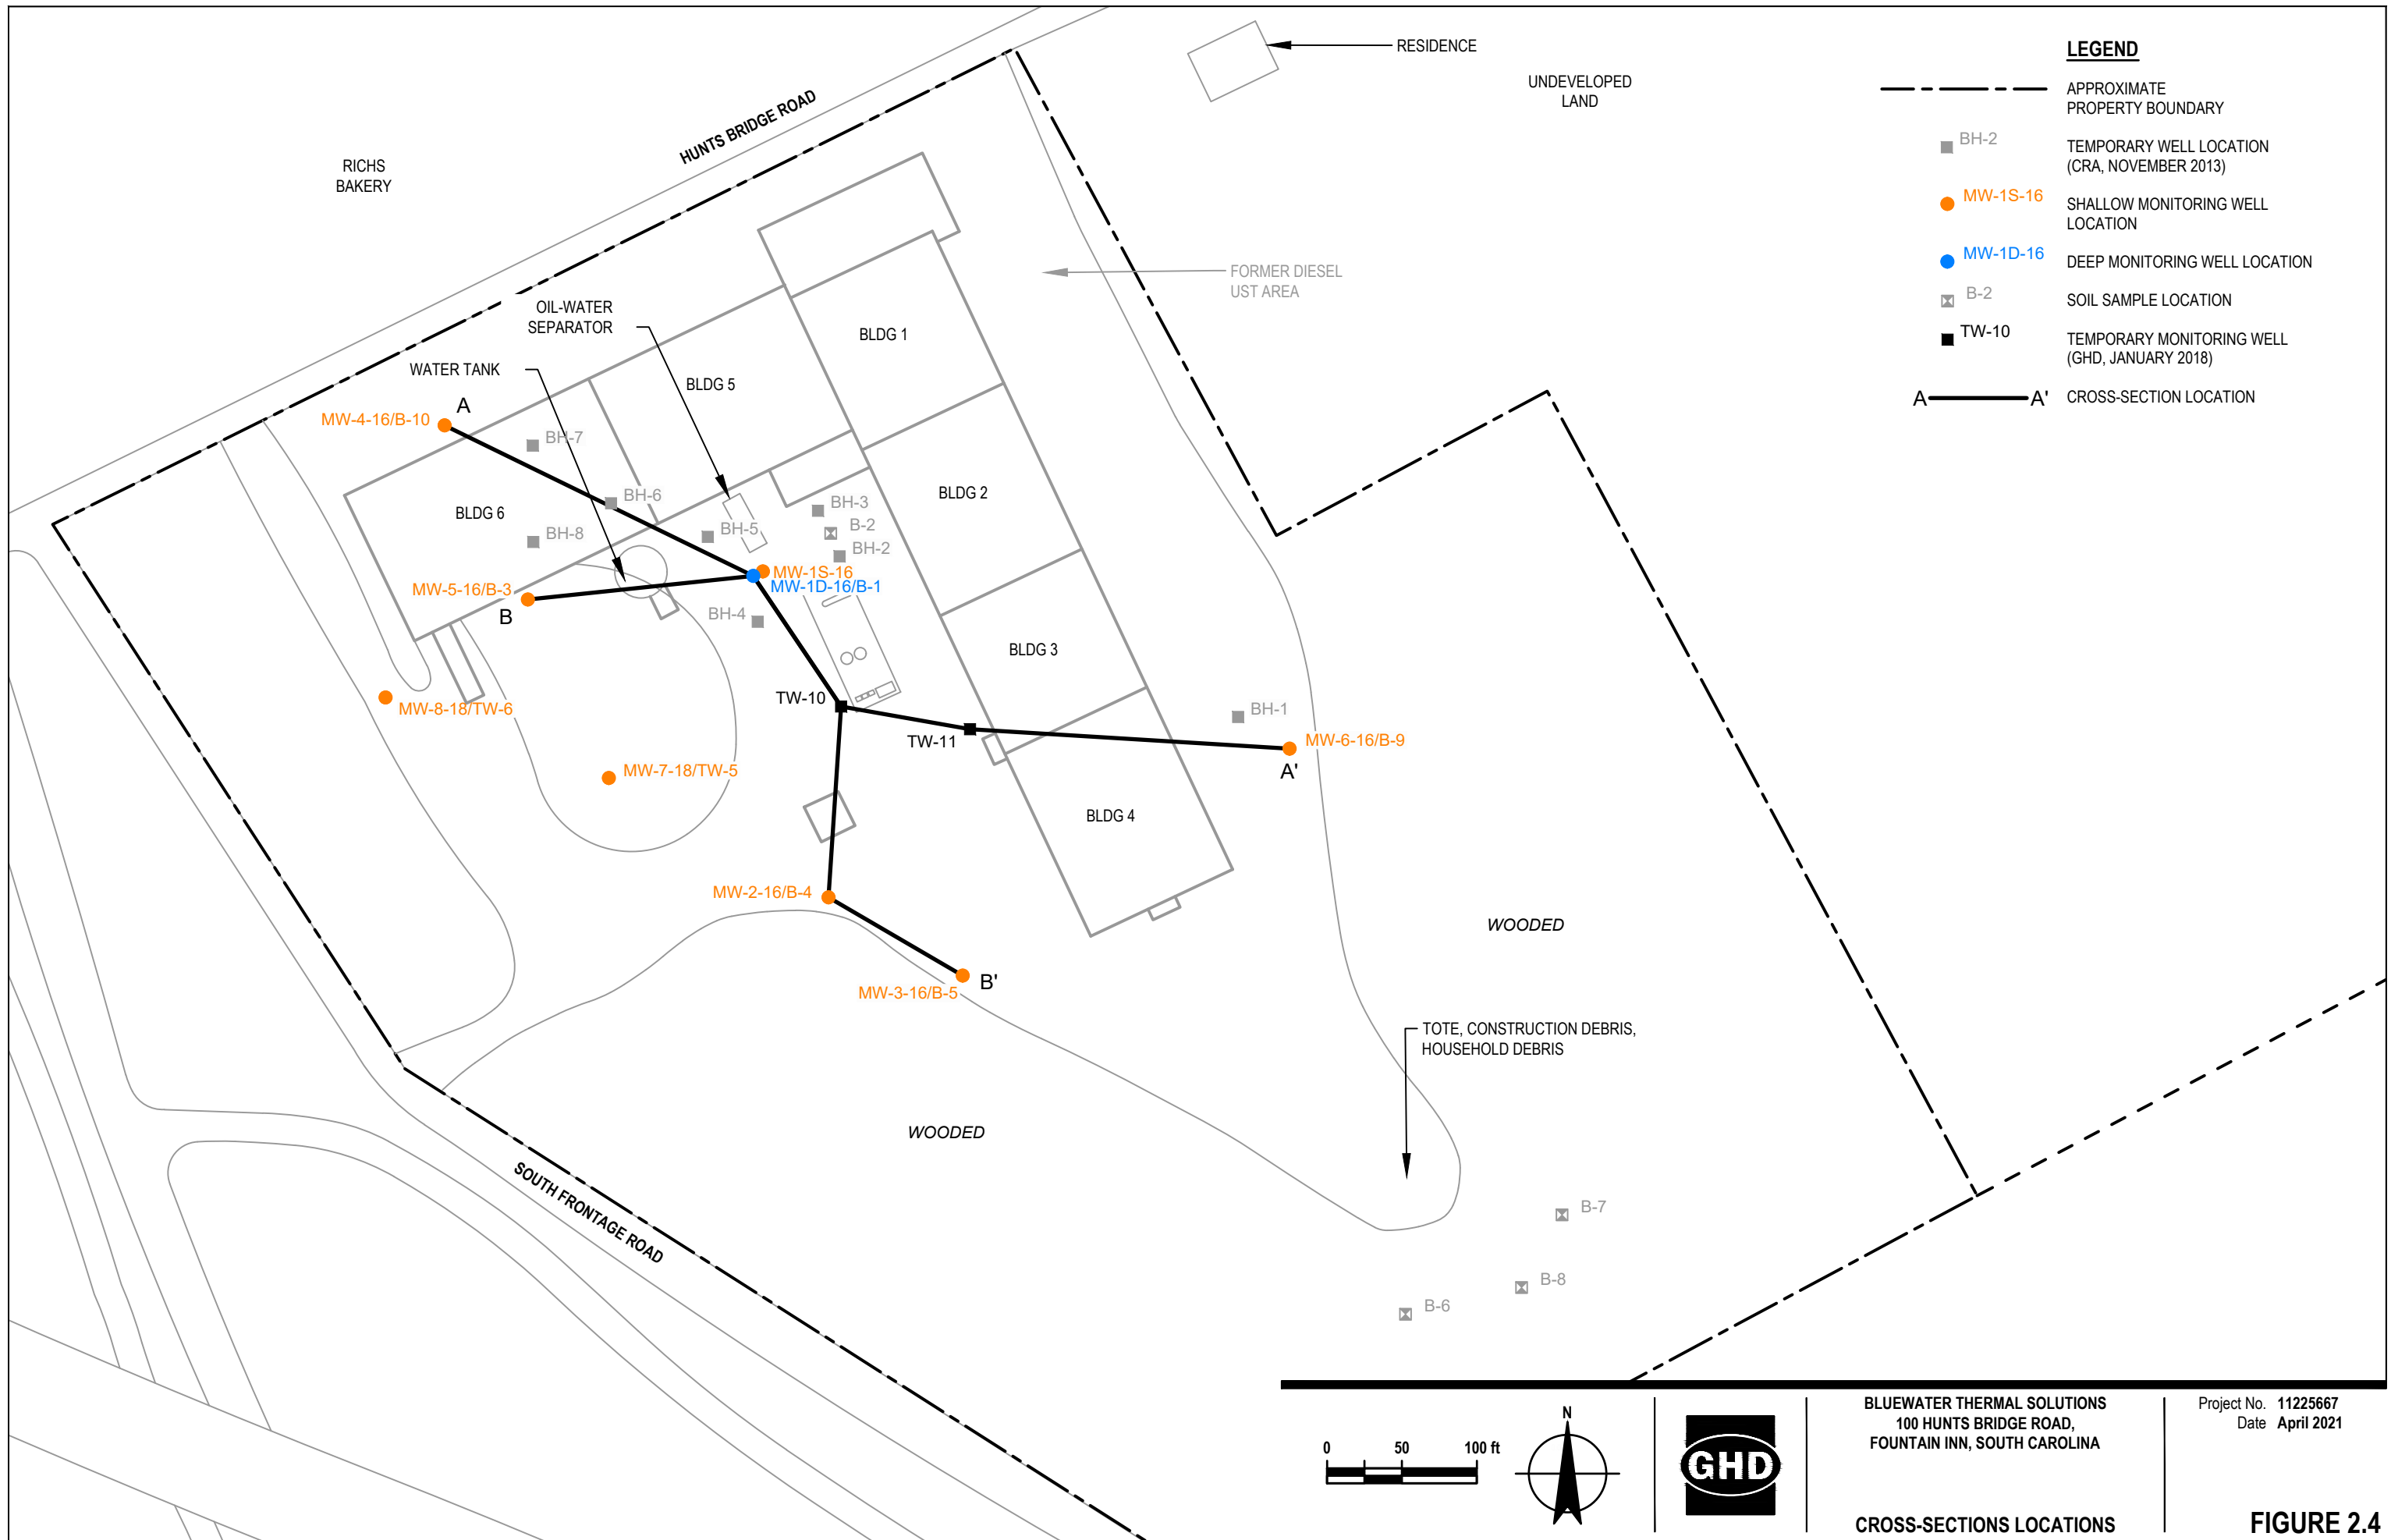 RESIDENCE
UNDEVELOPED
LAND
HUNTS BRIDGE ROAD
RICHS
BAKERY
FORMER DIESEL
UST AREA
OIL-WATER
SEPARATOR
WATER TANK
BLDG 1
BLDG 5
BLDG 2
BLDG 6
BLDG 3
BLDG 4
MW-4-16/B-10
A
BH-7
BH-6
BH-8
BH-5
BH-3
B-2
BH-2
MW-1S-16
MW-1D-16/B-1
MW-5-16/B-3
B
BH-4
TW-10
TW-11
BH-1
MW-6-16/B-9
A'
MW-8-18/TW-6
MW-7-18/TW-5
MW-2-16/B-4
MW-3-16/B-5
B'
WOODED
WOODED
TOTE, CONSTRUCTION DEBRIS,
HOUSEHOLD DEBRIS
SOUTH FRONTAGE ROAD
B-7
B-8
B-6
LEGEND
APPROXIMATE
PROPERTY BOUNDARY
BH-2
TEMPORARY WELL LOCATION
(CRA, NOVEMBER 2013)
MW-1S-16
SHALLOW MONITORING WELL
LOCATION
MW-1D-16
DEEP MONITORING WELL LOCATION
B-2
SOIL SAMPLE LOCATION
TW-10
TEMPORARY MONITORING WELL
(GHD, JANUARY 2018)
A A' CROSS-SECTION LOCATION
0 50 100 ft
N
GHD
BLUEWATER THERMAL SOLUTIONS
100 HUNTS BRIDGE ROAD,
FOUNTAIN INN, SOUTH CAROLINA
CROSS-SECTIONS LOCATIONS
Project No. 11225667
Date April 2021
FIGURE 2.4